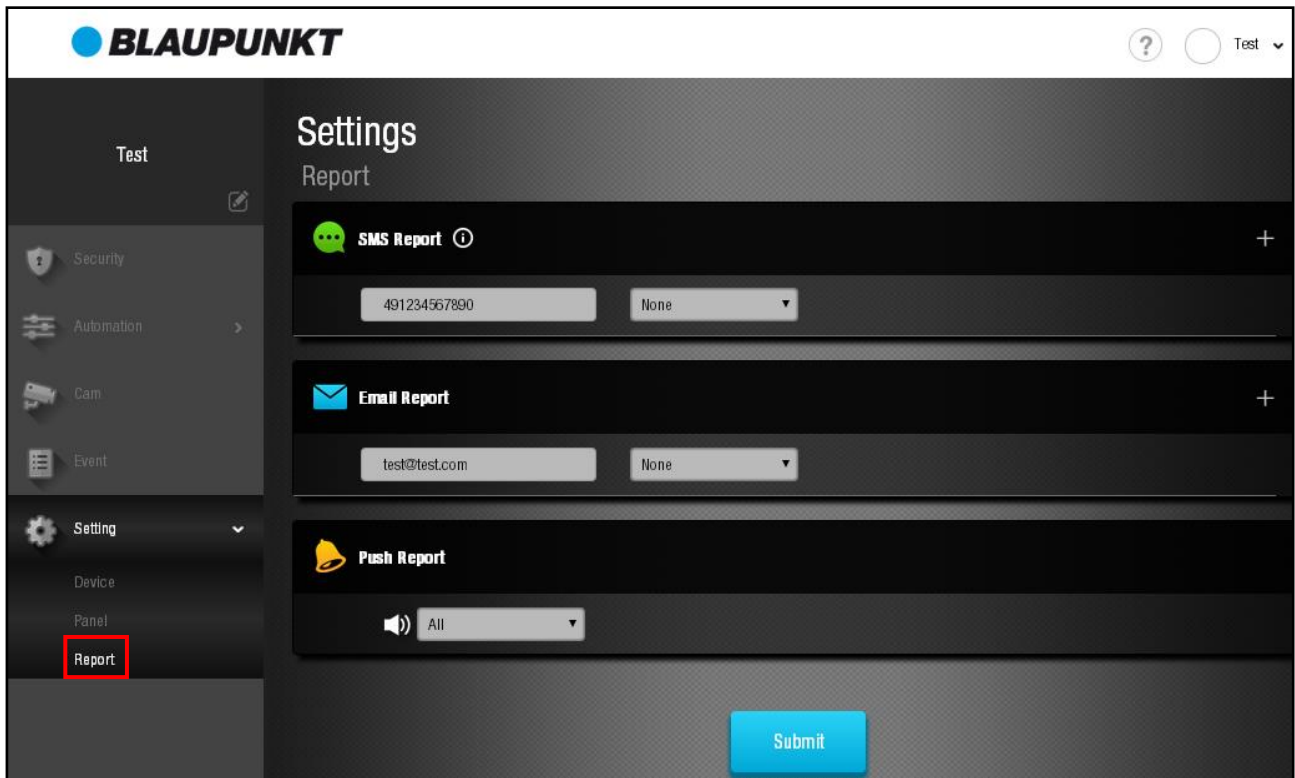 BLAUPUNKT
? Test
Test
Security
Automation
Cam
Event
Setting
Device
Panel
Report
Settings
Report
SMS Report
491234567890 None
Email Report
test@test.com None
Push Report
All
Submit